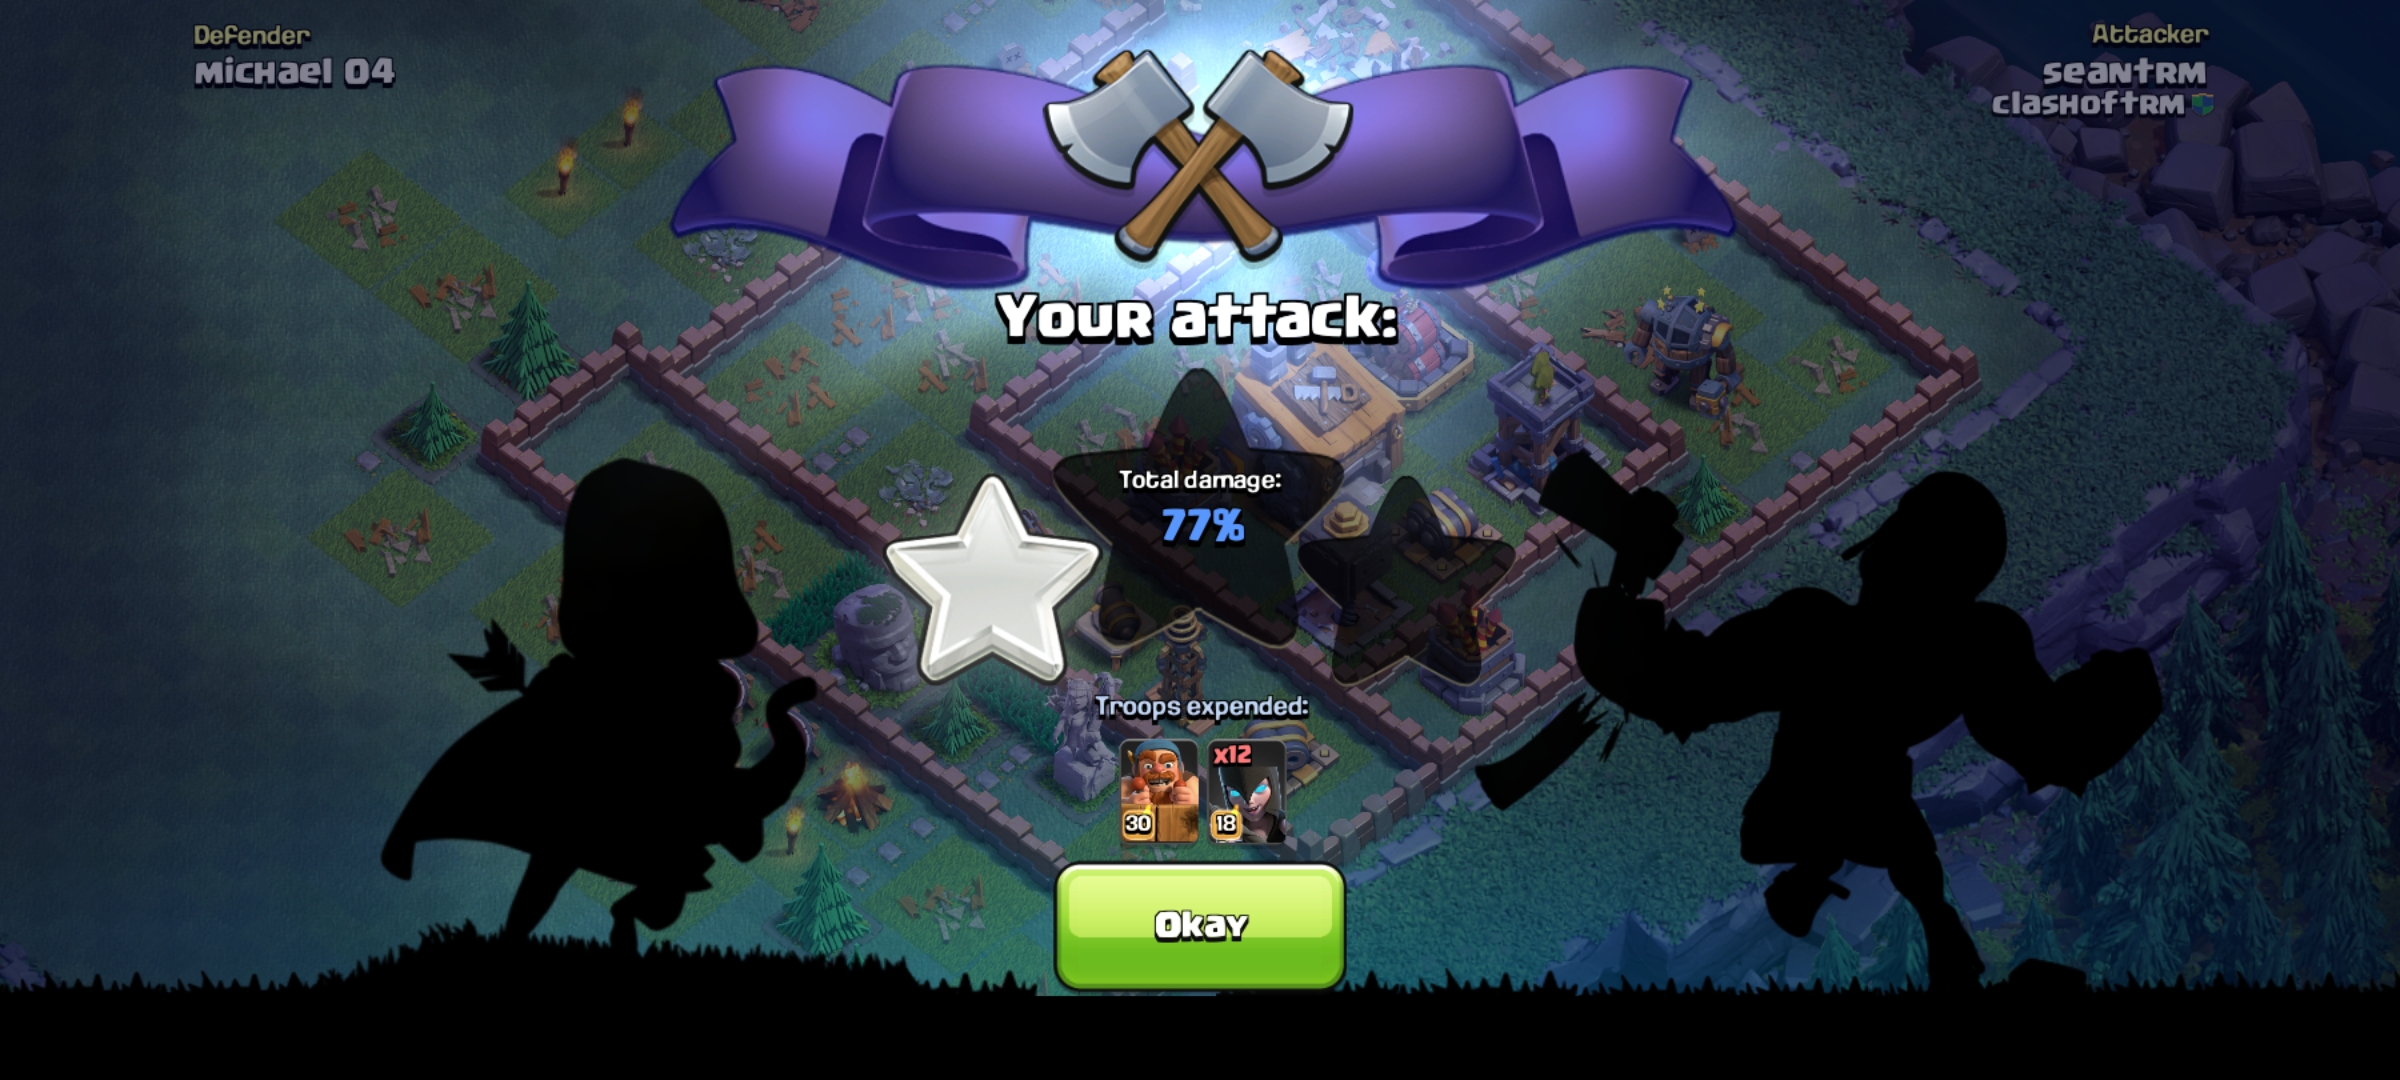 Defender
Michael 04
Attacker
seantRM
clashoftRM
Your attack:
Total damage:
77%
Troops expended:
x12
30
18
Okay